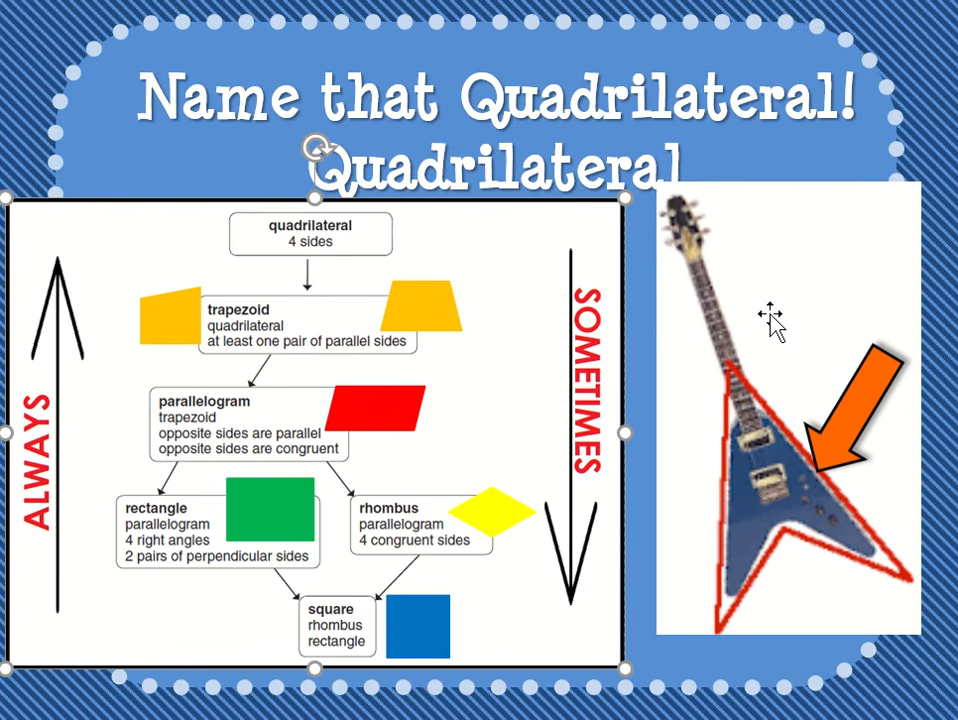 Name that Quadrilateral!
Quadrilateral
quadrilateral
4 sides
trapezoid
quadrilateral
at least one pair of parallel sides
parallelogram
trapezoid
opposite sides are parallel
opposite sides are congruent
rectangle
parallelogram
4 right angles
2 pairs of perpendicular sides
rhombus
parallelogram
4 congruent sides
square
rhombus
rectangle
ALWAYS
SOMETIMES